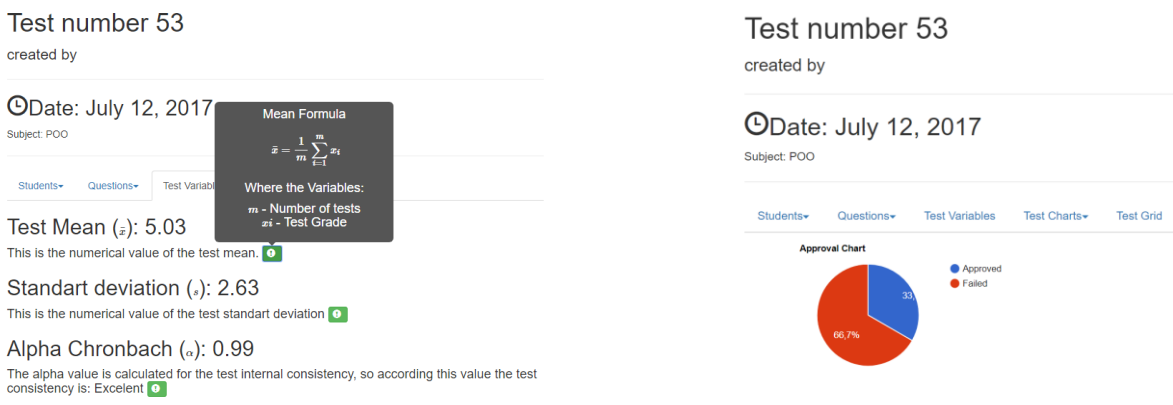 Test number 53
created by
Date: July 12, 2017
Subject: POO
Students
Questions
Test Variabl
Mean Formula
x̄ = 1/m ∑ i=1 m xi
Where the Variables:
m - Number of tests
xi - Test Grade
Test Mean (x̄): 5.03
This is the numerical value of the test mean.
Standart deviation (s): 2.63
This is the numerical value of the test standart deviation
Alpha Chronbach (α): 0.99
The alpha value is calculated for the test internal consistency, so according this value the test
consistency is: Excelent
Test number 53
created by
Date: July 12, 2017
Subject: POO
Students
Questions
Test Variables
Test Charts
Test Grid
Approval Chart
Approved
Failed
33,
66,7%